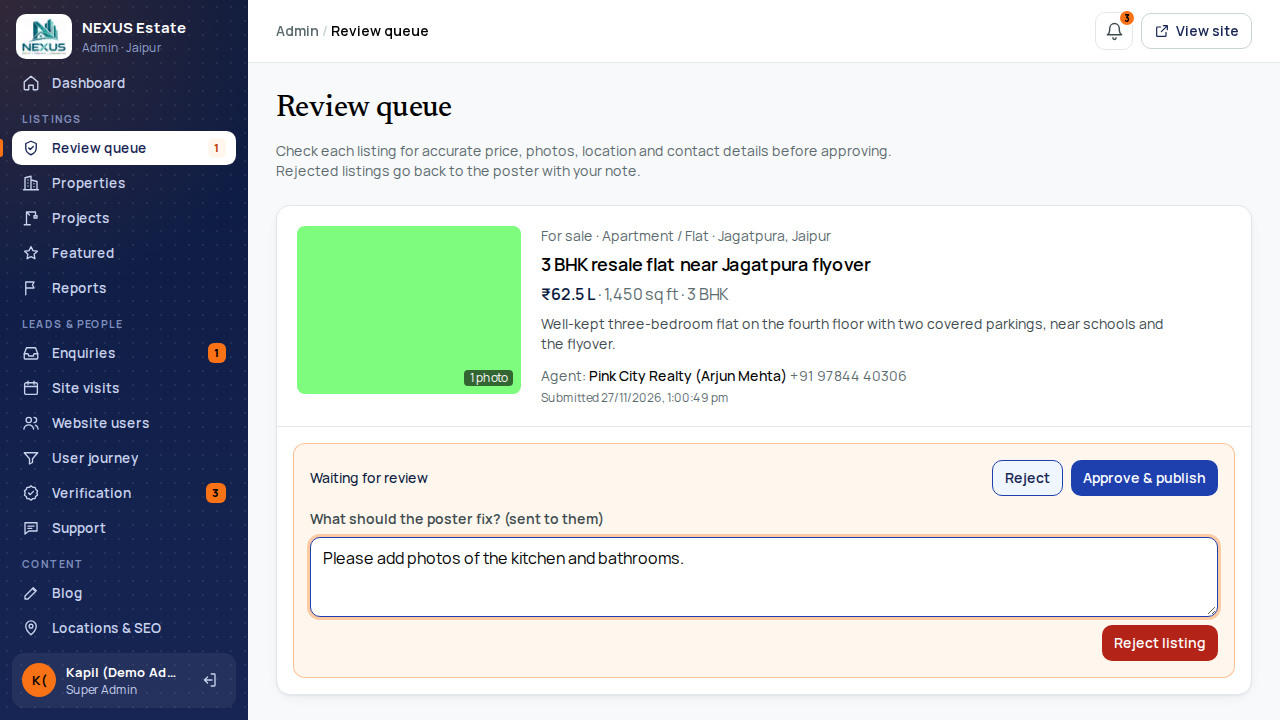 NEXUS
NEXUS Estate
Admin · Jaipur
Dashboard
LISTINGS
Review queue 1
Properties
Projects
Featured
Reports
LEADS & PEOPLE
Enquiries 1
Site visits
Website users
User journey
Verification 3
Support
CONTENT
Blog
Locations & SEO
K( Kapil (Demo Ad...
Super Admin
Admin / Review queue
3
View site
Review queue
Check each listing for accurate price, photos, location and contact details before approving.
Rejected listings go back to the poster with your note.
1 photo
For sale · Apartment / Flat · Jagatpura, Jaipur
3 BHK resale flat near Jagatpura flyover
₹62.5 L · 1,450 sq ft · 3 BHK
Well-kept three-bedroom flat on the fourth floor with two covered parkings, near schools and
the flyover.
Agent: Pink City Realty (Arjun Mehta) +91 97844 40306
Submitted 27/11/2026, 1:00:49 pm
Waiting for review
Reject
Approve & publish
What should the poster fix? (sent to them)
Please add photos of the kitchen and bathrooms.
Reject listing